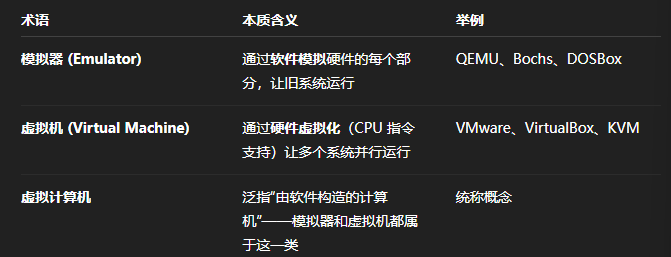 术语 本质含义 举例
模拟器 (Emulator) 通过软件模拟硬件的每个部 QEMU、Bochs、DOSBox
分，让旧系统运行
虚拟机 (Virtual Machine) 通过硬件虚拟化（CPU 指令 VMware、VirtualBox、KVM
支持）让多个系统并行运行
虚拟计算机 泛指“由软件构造的计算 统称概念
机”——模拟器和虚拟机都属
于这一类